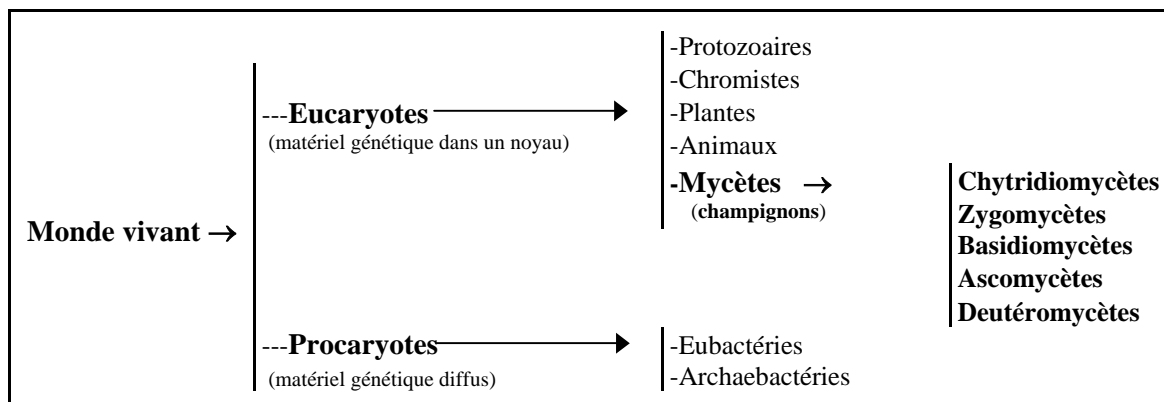 -Protozoaires
-Chromistes
---Eucaryotes
-Plantes
(matériel génétique dans un noyau)
-Animaux
-Mycètes →
(champignons)
Chytridiomycètes
Zygomycètes
Basidiomycètes
Ascomycètes
Deutéromycètes
Monde vivant →
---Procaryotes
(matériel génétique diffus)
-Eubactéries
-Archaebactéries